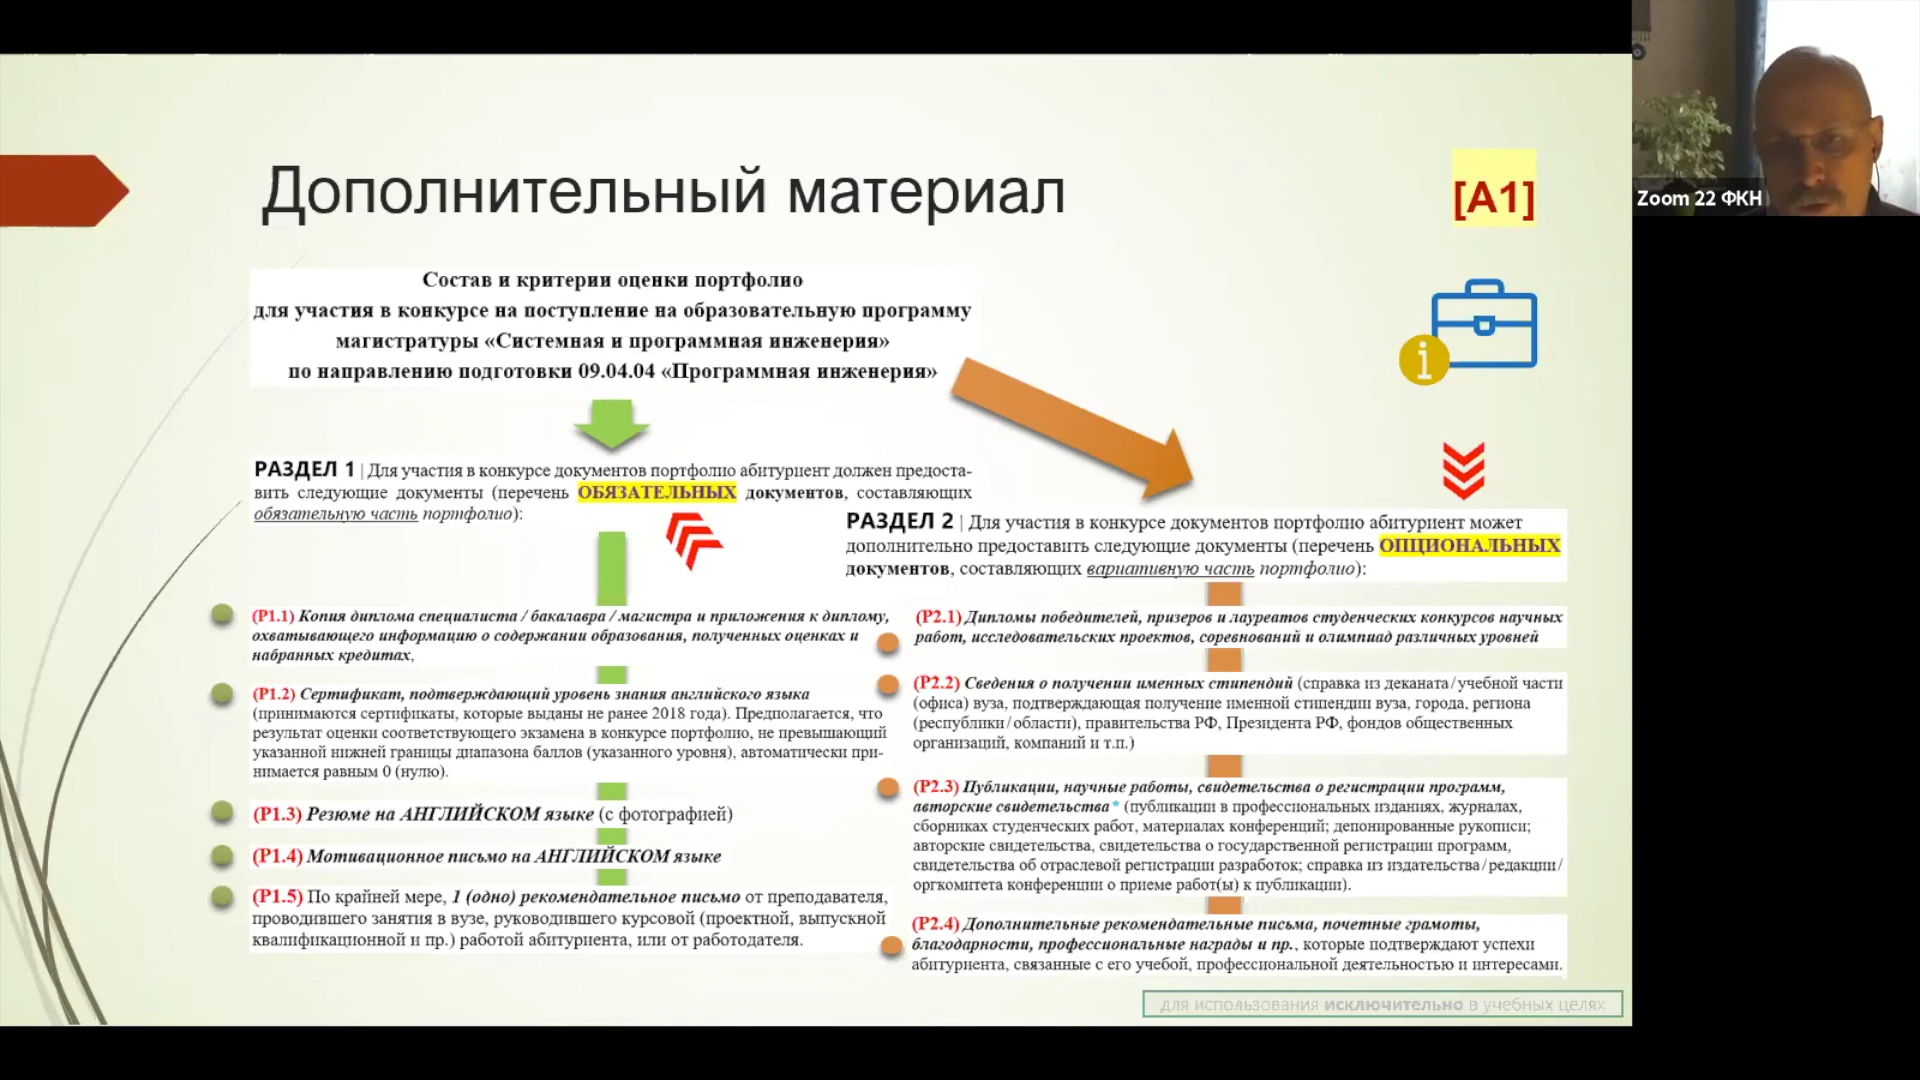 Дополнительный материал
[A1]
Zoom 22 ФКН
Состав и критерии оценки портфолио
для участия в конкурсе на поступление на образовательную программу
магистратуры «Системная и программная инженерия»
по направлению подготовки 09.04.04 «Программная инженерия»
i
РАЗДЕЛ 1 | Для участия в конкурсе документов портфолио абитуриент должен предоста-
вить следующие документы (перечень ОБЯЗАТЕЛЬНЫХ документов, составляющих
обязательную часть портфолио):
(P1.1) Копия диплома специалиста / бакалавра / магистра и приложения к диплому,
охватывающего информацию о содержании образования, полученных оценках и
набранных кредитах,
(P1.2) Сертификат, подтверждающий уровень знания английского языка
(принимаются сертификаты, которые выданы не ранее 2018 года). Предполагается, что
результат оценки соответствующего экзамена в конкурсе портфолио, не превышающий
указанной нижней границы диапазона баллов (указанного уровня), автоматически при-
нимается равным 0 (нулю).
(P1.3) Резюме на АНГЛИЙСКОМ языке (с фотографией)
(P1.4) Мотивационное письмо на АНГЛИЙСКОМ языке
(P1.5) По крайней мере, 1 (одно) рекомендательное письмо от преподавателя,
проводившего занятия в вузе, руководившего курсовой (проектной, выпускной
квалификационной и пр.) работой абитуриента, или от работодателя.
РАЗДЕЛ 2 | Для участия в конкурсе документов портфолио абитуриент может
дополнительно предоставить следующие документы (перечень ОПЦИОНАЛЬНЫХ
документов, составляющих вариативную часть портфолио):
(P2.1) Дипломы победителей, призеров и лауреатов студенческих конкурсов научных
работ, исследовательских проектов, соревнований и олимпиад различных уровней
(P2.2) Сведения о получении именных стипендий (справка из деканата / учебной части
(офиса) вуза, подтверждающая получение именной стипендии вуза, города, региона
(республики / области), правительства РФ, Президента РФ, фондов общественных
организаций, компаний и т.п.)
(P2.3) Публикации, научные работы, свидетельства о регистрации программ,
авторские свидетельства* (публикации в профессиональных изданиях, журналах,
сборниках студенческих работ, материалах конференций; депонированные рукописи;
авторские свидетельства, свидетельства о государственной регистрации программ,
свидетельства об отраслевой регистрации разработок; справка из издательства / редакции /
оргкомитета конференции о приеме работ(ы) к публикации).
(P2.4) Дополнительные рекомендательные письма, почетные грамоты,
благодарности, профессиональные награды и пр., которые подтверждают успехи
абитуриента, связанные с его учебой, профессиональной деятельностью и интересами.
для использования исключительно в учебных целях